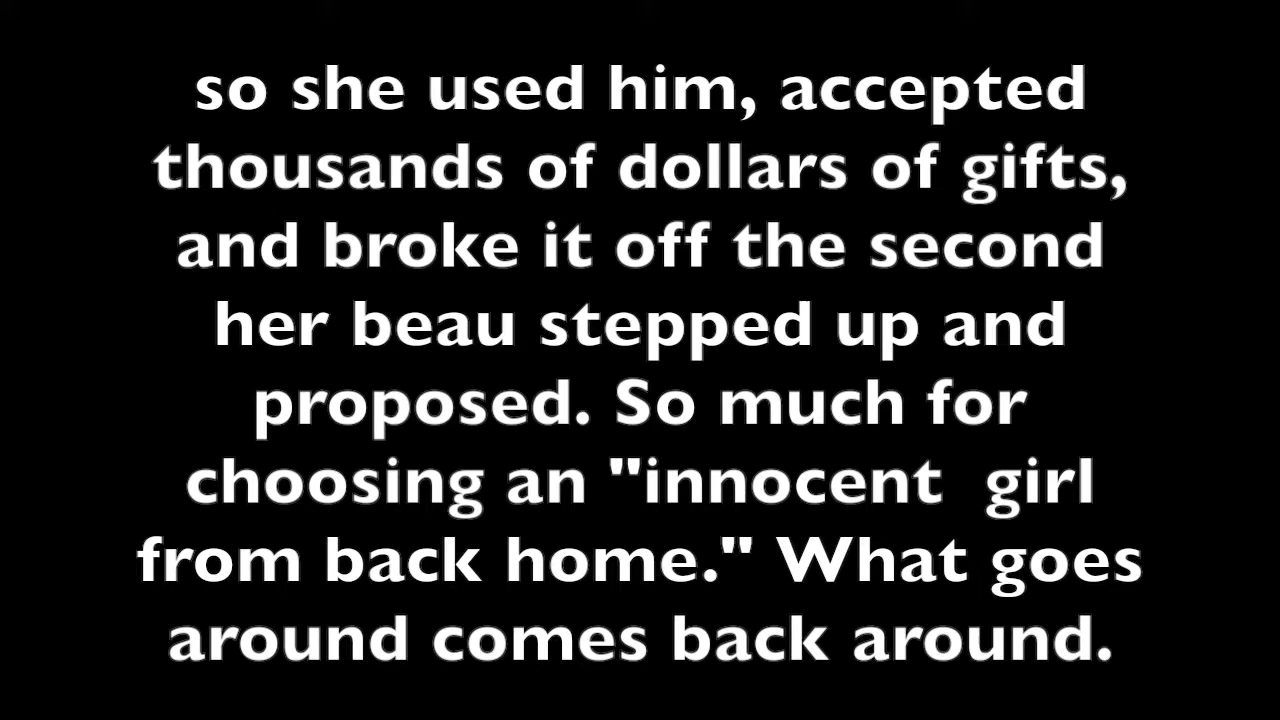 so she used him, accepted
thousands of dollars of gifts,
and broke it off the second
her beau stepped up and
proposed. So much for
choosing an "innocent  girl
from back home." What goes
around comes back around.